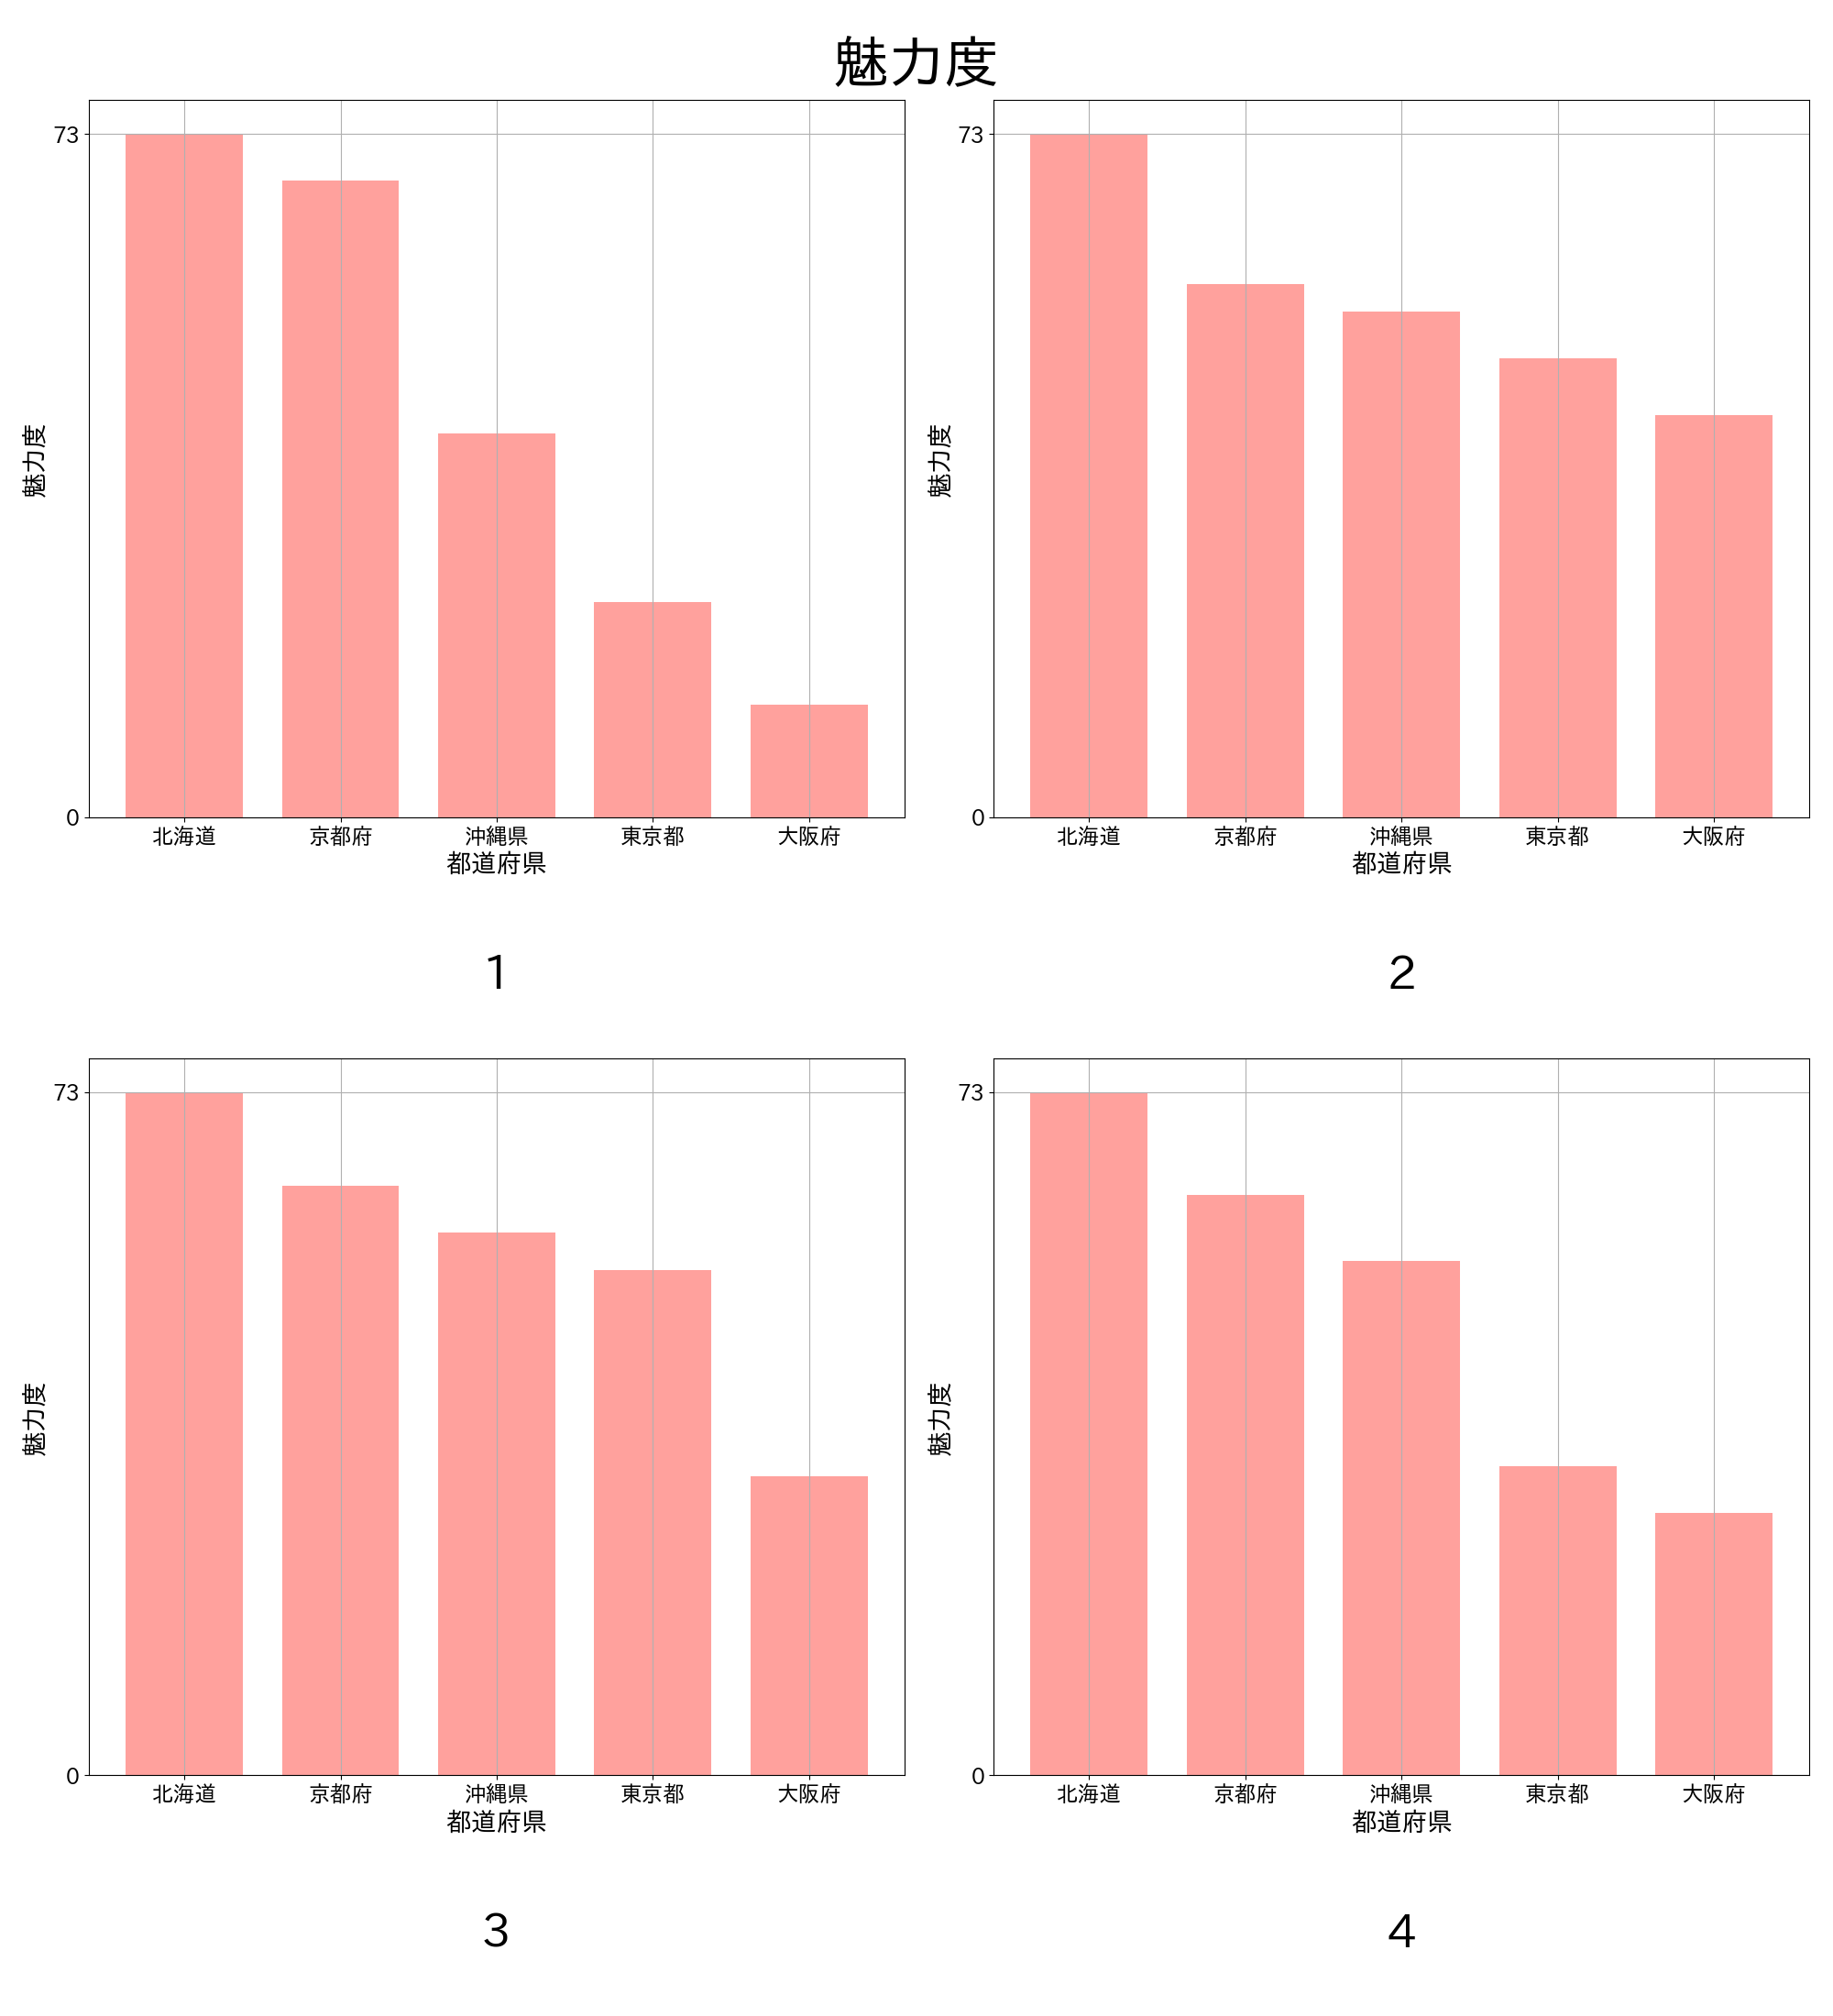 魅力度
73
0
魅力度
北海道 京都府 沖縄県 東京都 大阪府
都道府県
1
73
0
魅力度
北海道 京都府 沖縄県 東京都 大阪府
都道府県
2
73
0
魅力度
北海道 京都府 沖縄県 東京都 大阪府
都道府県
3
73
0
魅力度
北海道 京都府 沖縄県 東京都 大阪府
都道府県
4